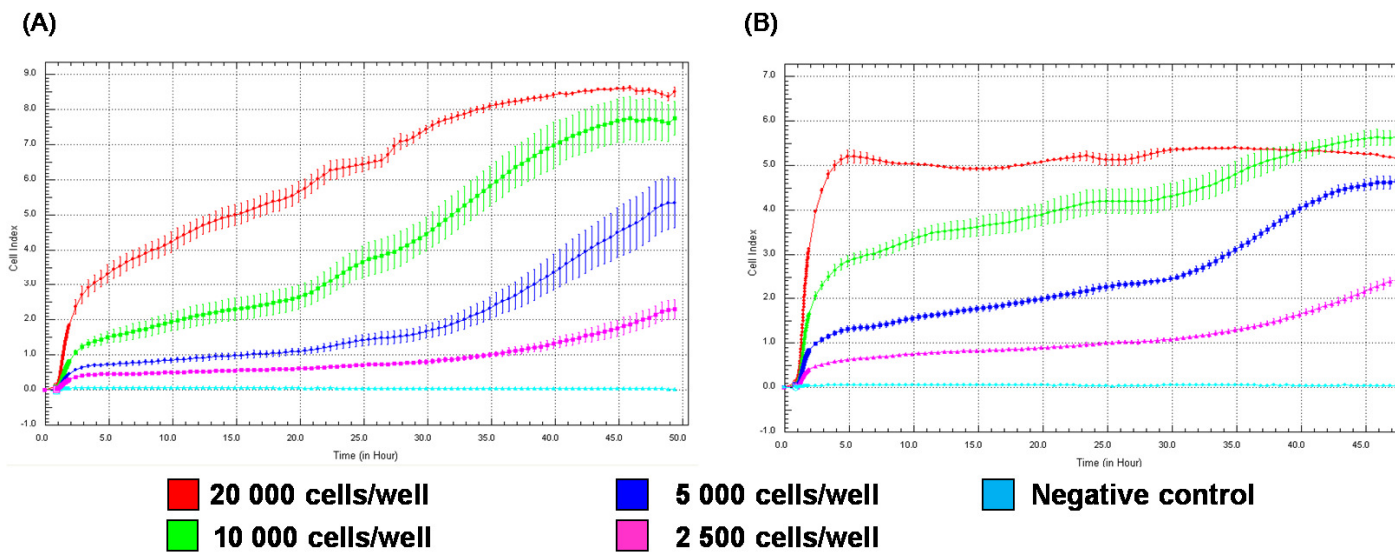 (A)
(B)
9.0
8.0
7.0
6.0
5.0
4.0
3.0
2.0
1.0
0.0
-1.0
Cell Index
0.0 5.0 10.0 15.0 20.0 25.0 30.0 35.0 40.0 45.0 50.0
Time (in Hour)
7.0
6.0
5.0
4.0
3.0
2.0
1.0
0.0
-1.0
Cell Index
0.0 5.0 10.0 15.0 20.0 25.0 30.0 35.0 40.0 45.0
Time (in Hour)
20 000 cells/well
5 000 cells/well
Negative control
10 000 cells/well
2 500 cells/well